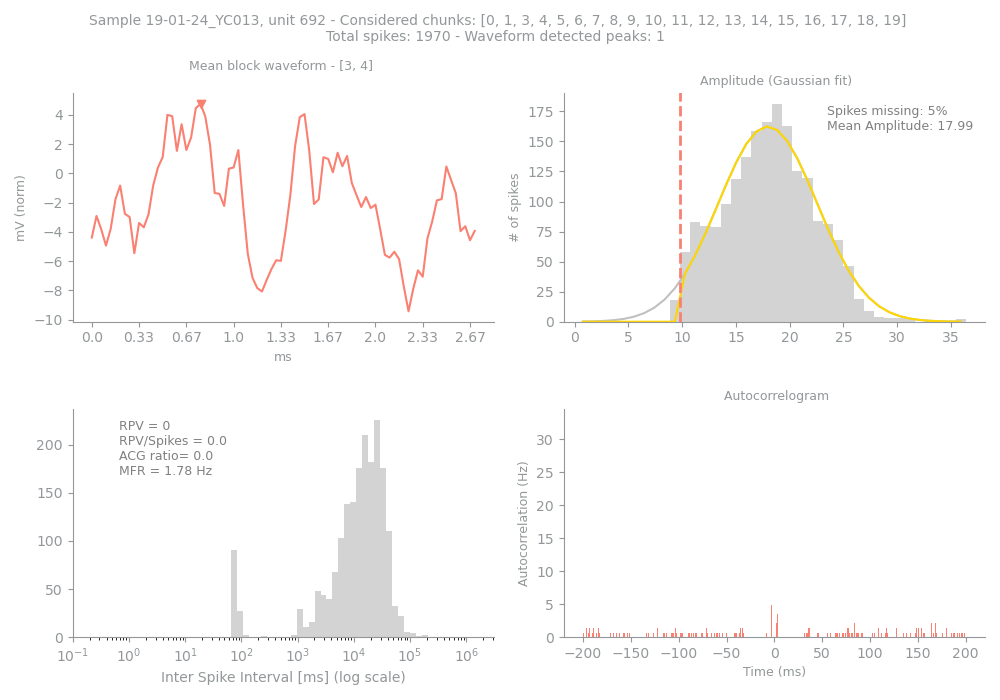 Sample 19-01-24_YC013, unit 692 - Considered chunks: [0, 1, 3, 4, 5, 6, 7, 8, 9, 10, 11, 12, 13, 14, 15, 16, 17, 18, 19]
Total spikes: 1970 - Waveform detected peaks: 1
Mean block waveform - [3, 4]
mV (norm)
4
2
0
−2
−4
−6
−8
−10
0.0 0.33 0.67 1.0 1.33 1.67 2.0 2.33 2.67
ms
Amplitude (Gaussian fit)
Spikes missing: 5%
Mean Amplitude: 17.99
# of spikes
175
150
125
100
75
50
25
0
0 5 10 15 20 25 30 35
RPV = 0
RPV/Spikes = 0.0
ACG ratio= 0.0
MFR = 1.78 Hz
200
150
100
50
0
10⁻¹ 10⁰ 10¹ 10² 10³ 10⁴ 10⁵ 10⁶
Inter Spike Interval [ms] (log scale)
Autocorrelogram
Autocorrelation (Hz)
30
25
20
15
10
5
0
−200 −150 −100 −50 0 50 100 150 200
Time (ms)